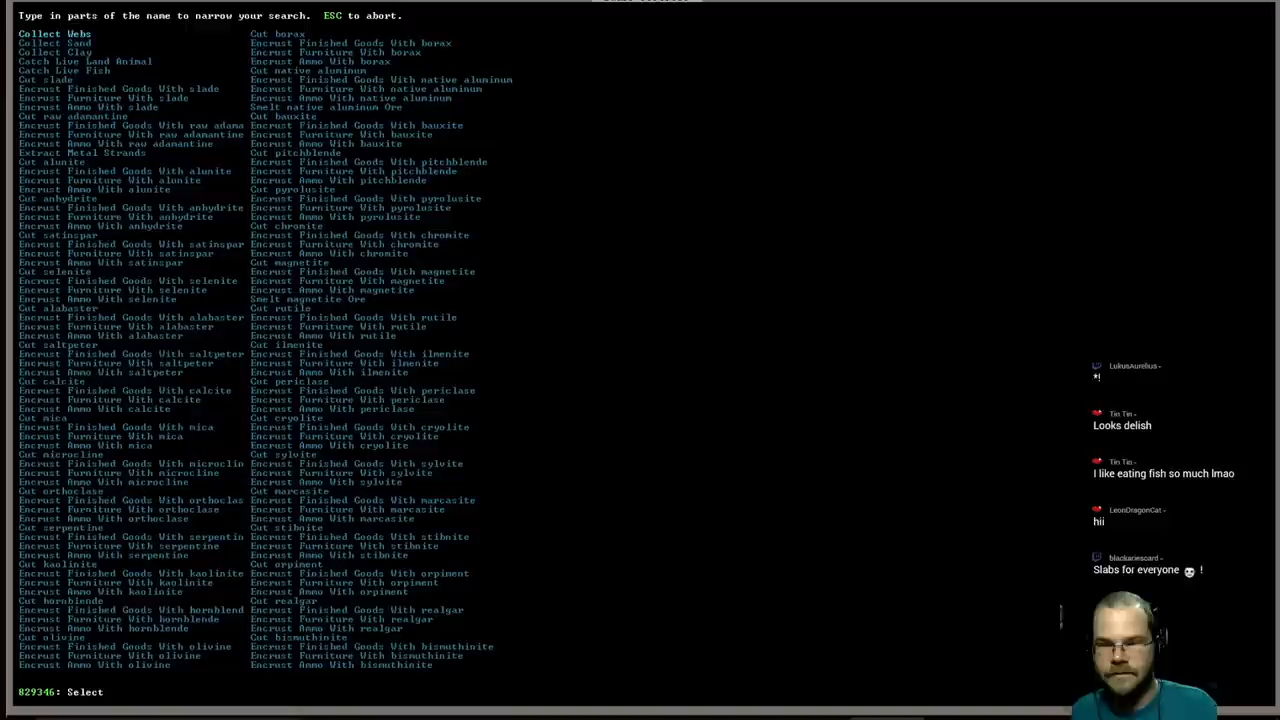 Type in parts of the name to narrow your search.  ESC to abort.
Collect Webs
Collect Sand
Collect Clay
Catch Live Land Animal
Catch Live Fish
Cut slade
Encrust Finished Goods With slade
Encrust Furniture With slade
Encrust Ammo With slade
Cut raw adamantine
Encrust Finished Goods With raw adama
Encrust Furniture With raw adamantine
Encrust Ammo With raw adamantine
Extract Metal Strands
Cut alunite
Encrust Finished Goods With alunite
Encrust Furniture With alunite
Encrust Ammo With alunite
Cut anhydrite
Encrust Finished Goods With anhydrite
Encrust Furniture With anhydrite
Encrust Ammo With anhydrite
Cut satinspar
Encrust Finished Goods With satinspar
Encrust Furniture With satinspar
Encrust Ammo With satinspar
Cut selenite
Encrust Finished Goods With selenite
Encrust Furniture With selenite
Encrust Ammo With selenite
Cut alabaster
Encrust Finished Goods With alabaster
Encrust Furniture With alabaster
Encrust Ammo With alabaster
Cut saltpeter
Encrust Finished Goods With saltpeter
Encrust Furniture With saltpeter
Encrust Ammo With saltpeter
Cut calcite
Encrust Finished Goods With calcite
Encrust Furniture With calcite
Encrust Ammo With calcite
Cut mica
Encrust Finished Goods With mica
Encrust Furniture With mica
Encrust Ammo With mica
Cut microcline
Encrust Finished Goods With microclin
Encrust Furniture With microcline
Encrust Ammo With microcline
Cut orthoclase
Encrust Finished Goods With orthoclas
Encrust Furniture With orthoclase
Encrust Ammo With orthoclase
Cut serpentine
Encrust Finished Goods With serpentin
Encrust Furniture With serpentine
Encrust Ammo With serpentine
Cut kaolinite
Encrust Finished Goods With kaolinite
Encrust Furniture With kaolinite
Encrust Ammo With kaolinite
Cut hornblende
Encrust Finished Goods With hornblend
Encrust Furniture With hornblende
Encrust Ammo With hornblende
Cut olivine
Encrust Finished Goods With olivine
Encrust Furniture With olivine
Encrust Ammo With olivine
Cut borax
Encrust Finished Goods With borax
Encrust Furniture With borax
Encrust Ammo With borax
Cut native aluminum
Encrust Finished Goods With native aluminum
Encrust Furniture With native aluminum
Encrust Ammo With native aluminum
Smelt native aluminum Ore
Cut bauxite
Encrust Finished Goods With bauxite
Encrust Furniture With bauxite
Encrust Ammo With bauxite
Cut pitchblende
Encrust Finished Goods With pitchblende
Encrust Furniture With pitchblende
Encrust Ammo With pitchblende
Cut pyrolusite
Encrust Finished Goods With pyrolusite
Encrust Furniture With pyrolusite
Encrust Ammo With pyrolusite
Cut chromite
Encrust Finished Goods With chromite
Encrust Furniture With chromite
Encrust Ammo With chromite
Cut magnetite
Encrust Finished Goods With magnetite
Encrust Furniture With magnetite
Encrust Ammo With magnetite
Smelt magnetite Ore
Cut rutile
Encrust Finished Goods With rutile
Encrust Furniture With rutile
Encrust Ammo With rutile
Cut ilmenite
Encrust Finished Goods With ilmenite
Encrust Furniture With ilmenite
Encrust Ammo With ilmenite
Cut periclase
Encrust Finished Goods With periclase
Encrust Furniture With periclase
Encrust Ammo With periclase
Cut cryolite
Encrust Finished Goods With cryolite
Encrust Furniture With cryolite
Encrust Ammo With cryolite
Cut sylvite
Encrust Finished Goods With sylvite
Encrust Furniture With sylvite
Encrust Ammo With sylvite
Cut marcasite
Encrust Finished Goods With marcasite
Encrust Furniture With marcasite
Encrust Ammo With marcasite
Cut stibnite
Encrust Finished Goods With stibnite
Encrust Furniture With stibnite
Encrust Ammo With stibnite
Cut orpiment
Encrust Finished Goods With orpiment
Encrust Furniture With orpiment
Encrust Ammo With orpiment
Cut realgar
Encrust Finished Goods With realgar
Encrust Furniture With realgar
Encrust Ammo With realgar
Cut bismuthinite
Encrust Finished Goods With bismuthinite
Encrust Furniture With bismuthinite
Encrust Ammo With bismuthinite
829346: Select
LukusAurelius
*!
Tin Tin
Looks delish
Tin Tin
I like eating fish so much lmao
LeonDragonCat
hii
blackariescard
Slabs for everyone 💀 !